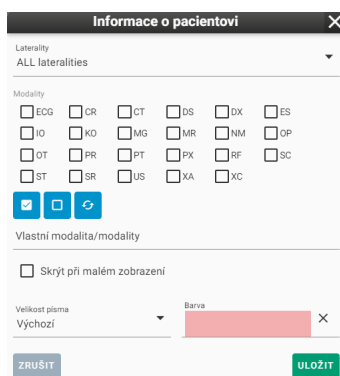 Informace o pacientovi
Laterality
ALL lateralities
Modality
ECG CR CT DS DX ES
IO KO MG MR NM OP
OT PR PT PX RF SC
ST SR US XA XC
Vlastní modalita/modality
Skrýt při malém zobrazení
Velikost písma Barva
Výchozí
ZRUŠIT ULOŽIT